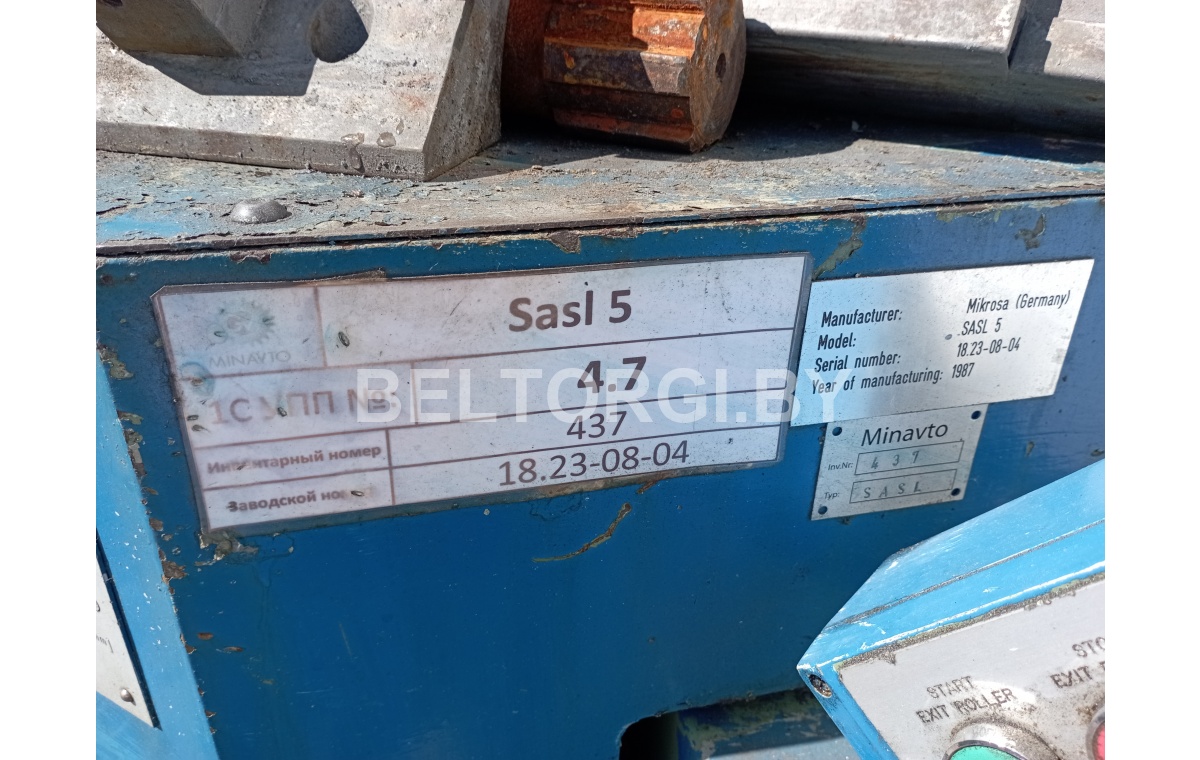 MINAVTO
Sasl 5
1С УПП № 4.7
Инвентарный номер 437
Заводской 18.23-08-04
Manufacturer: Mikrosa (Germany)
Model: SASL 5
Serial number: 18.23-08-04
Year of manufacturing: 1987
Minavto
Inv.Nr: 437
Typ: SASL
BELTORGI.BY
START
EXIT ROLLER
EXIT